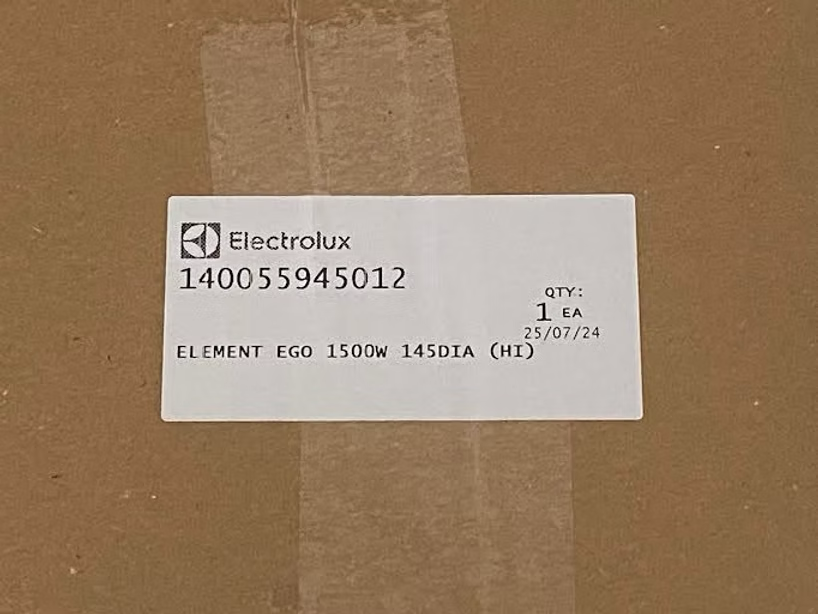 Electrolux
140055945012
QTY:
1 EA
25/07/24
ELEMENT EGO 1500W 145DIA (HI)